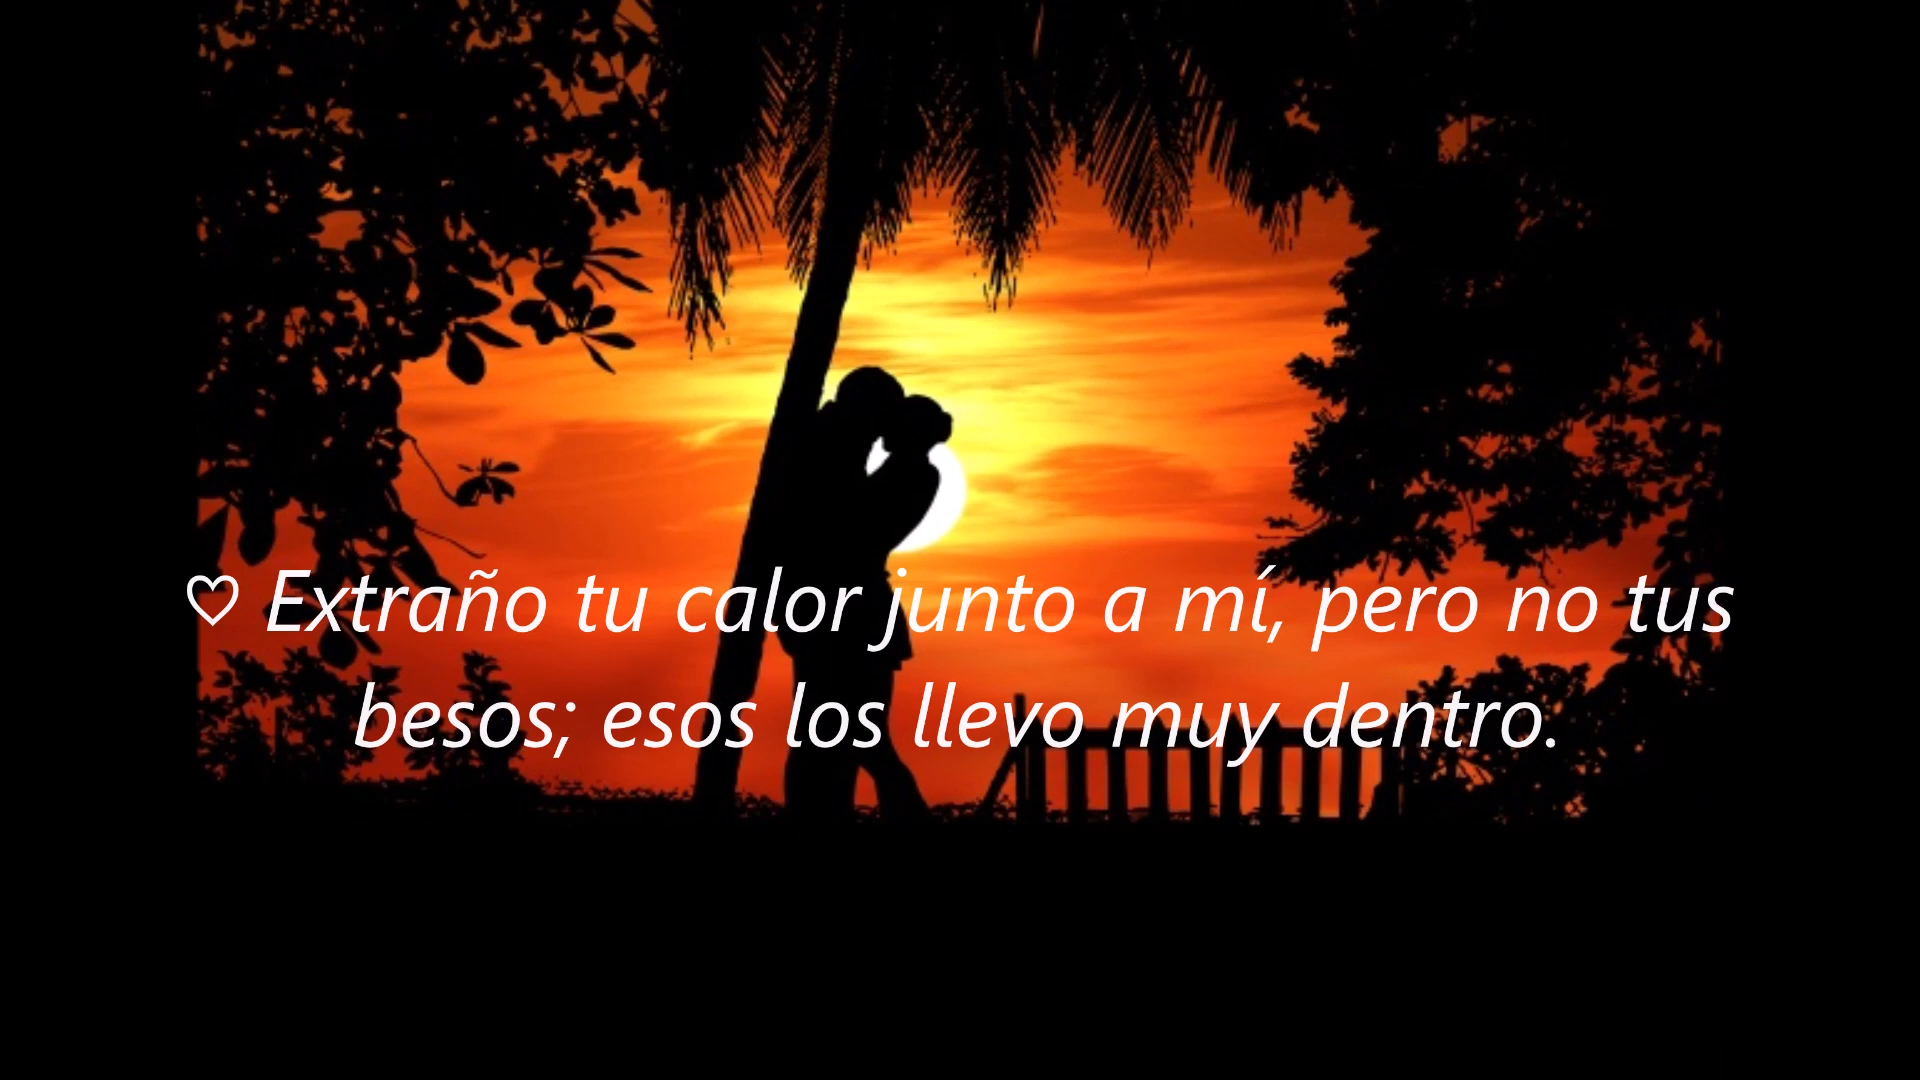 ♡ Extraño tu calor junto a mí, pero no tus
besos; esos los llevo muy dentro.